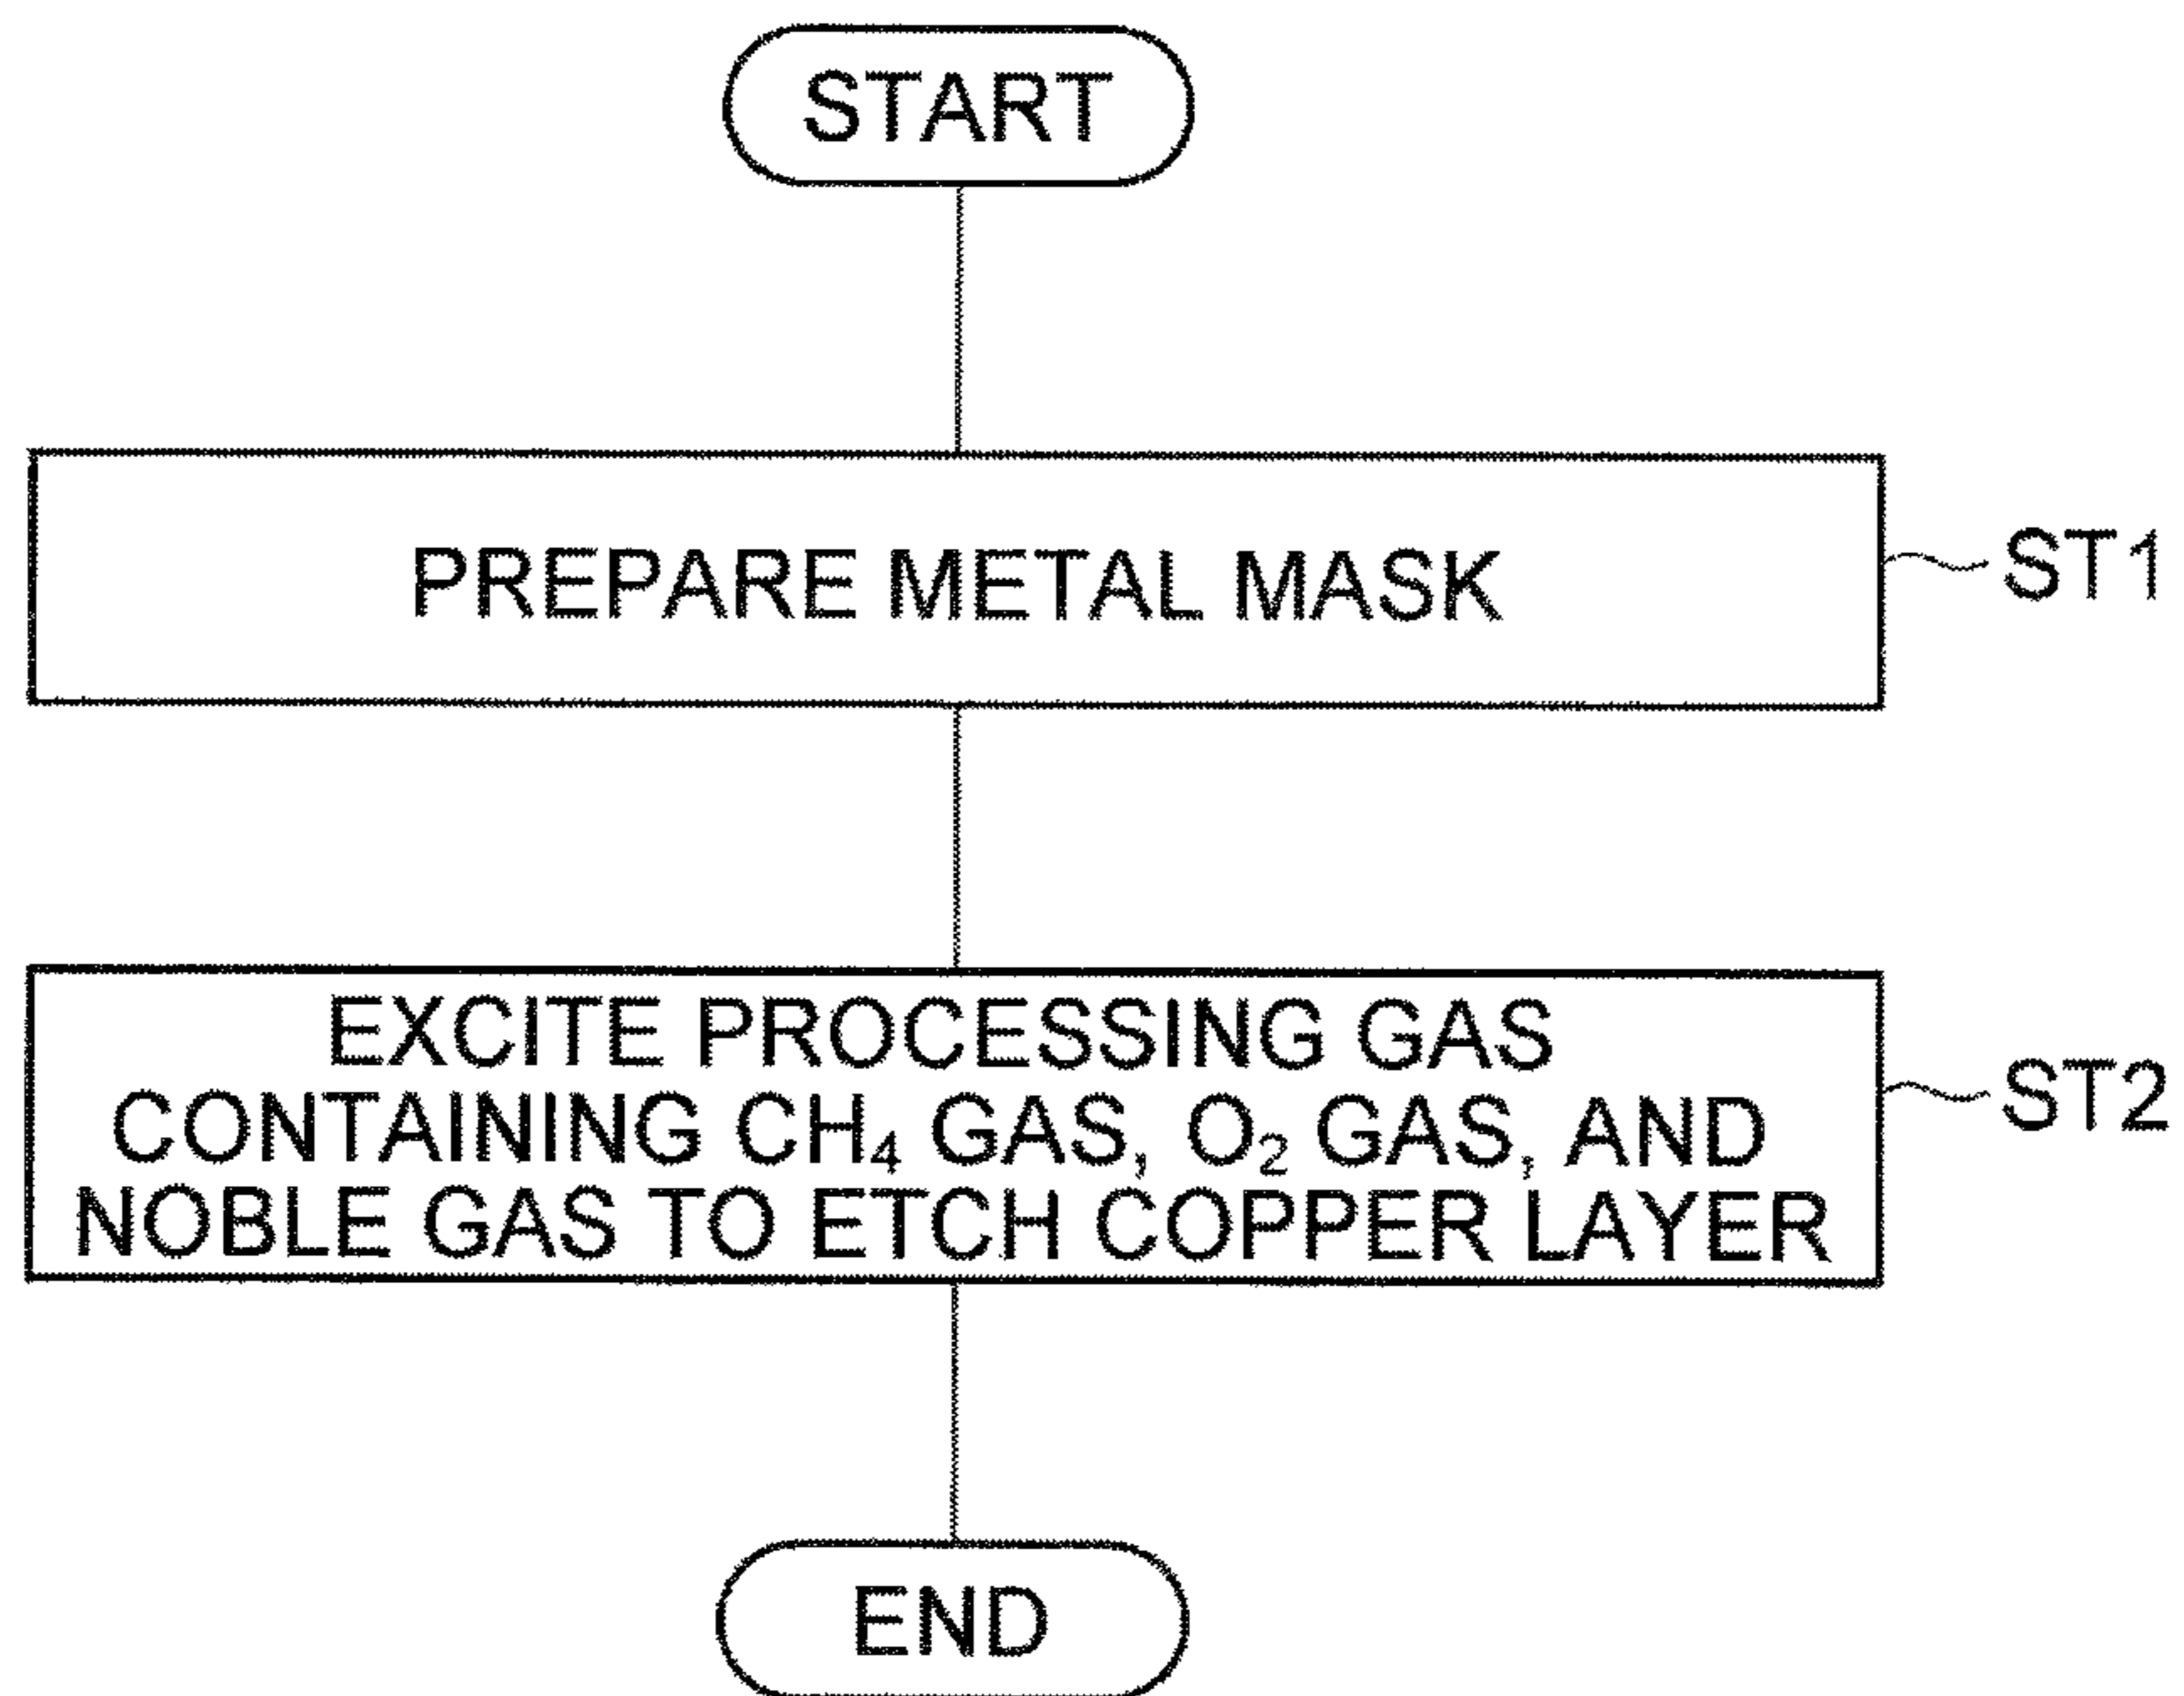 START
PREPARE METAL MASK
ST1
EXCITE PROCESSING GAS
CONTAINING CH₄ GAS, O₂ GAS, AND
NOBLE GAS TO ETCH COPPER LAYER
ST2
END